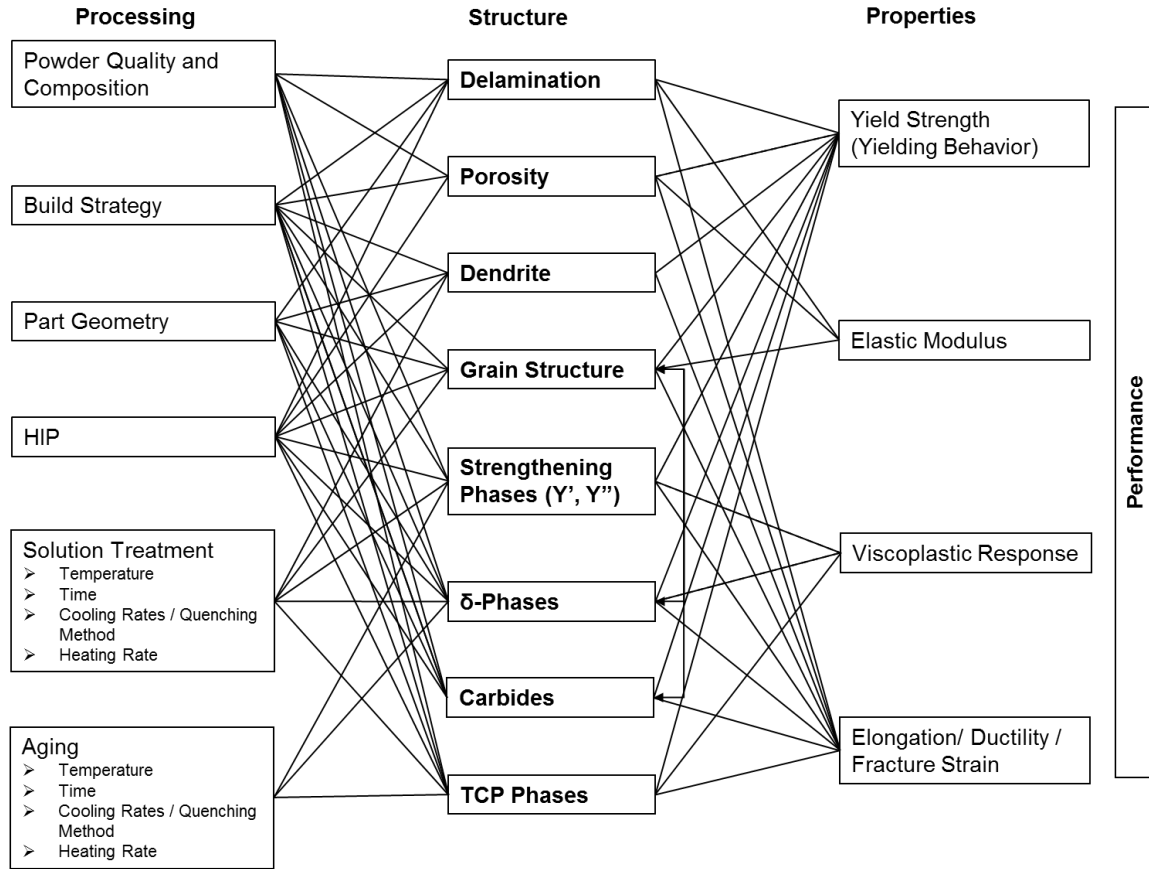 Processing
Structure
Properties
Powder Quality and
Composition
Build Strategy
Part Geometry
HIP
Solution Treatment
➢ Temperature
➢ Time
➢ Cooling Rates / Quenching
Method
➢ Heating Rate
Aging
➢ Temperature
➢ Time
➢ Cooling Rates / Quenching
Method
➢ Heating Rate
Delamination
Porosity
Dendrite
Grain Structure
Strengthening
Phases (Y’, Y”)
δ-Phases
Carbides
TCP Phases
Yield Strength
(Yielding Behavior)
Elastic Modulus
Viscoplastic Response
Elongation/ Ductility /
Fracture Strain
Performance